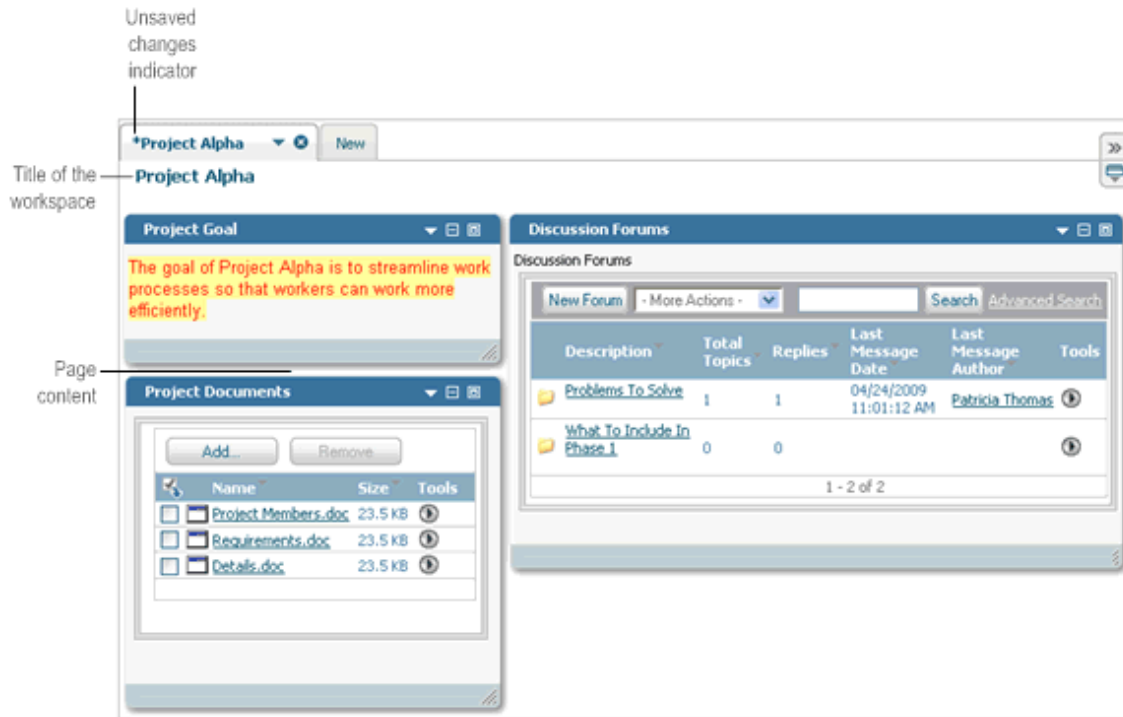 Unsaved
changes
indicator
*Project Alpha
New
Title of the
workspace
Project Alpha
Project Goal
The goal of Project Alpha is to streamline work
processes so that workers can work more
efficiently.
Page
content
Project Documents
Add...
Remove
Name
Size
Tools
Project Members.doc 23.5 KB
Requirements.doc 23.5 KB
Details.doc 23.5 KB
Discussion Forums
Discussion Forums
New Forum
- More Actions -
Search
Advanced Search
Description
Total
Topics
Replies
Last
Message
Date
Last
Message
Author
Tools
Problems To Solve
1
1
04/24/2009
11:01:12 AM
Patricia Thomas
What To Include In
Phase 1
0
0
1 - 2 of 2